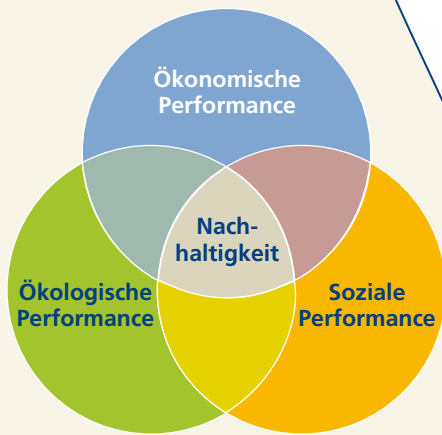 Ökonomische
Performance
Nach-
haltigkeit
Ökologische
Performance
Soziale
Performance